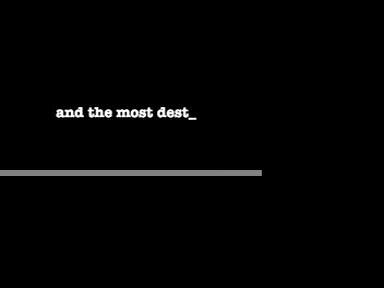 and the most dest_